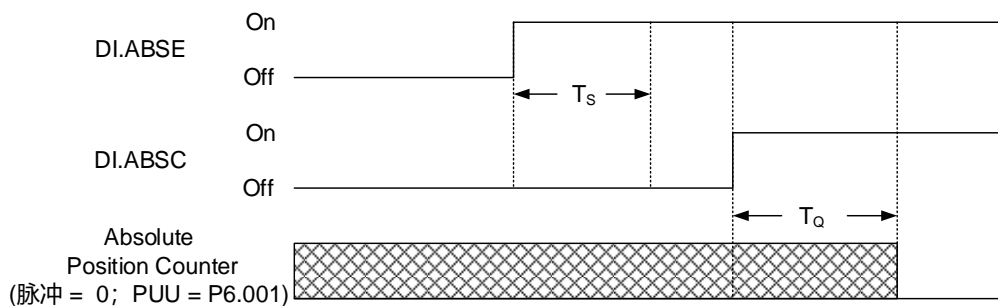 On
DI.ABSE
Off
TS
On
DI.ABSC
Off
TQ
Absolute
Position Counter
(脉冲 = 0; PUU = P6.001)